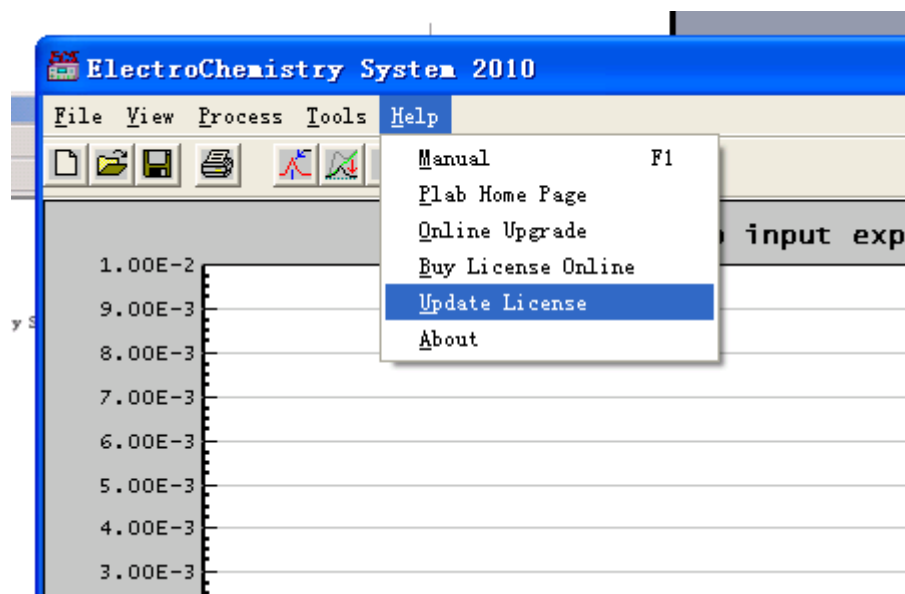 ElectroChemistry System 2010
File View Process Tools Help
Manual F1
Plab Home Page
Online Upgrade
Buy License Online
Update License
About
input exp
1.00E-2
9.00E-3
8.00E-3
7.00E-3
6.00E-3
5.00E-3
4.00E-3
3.00E-3
y S